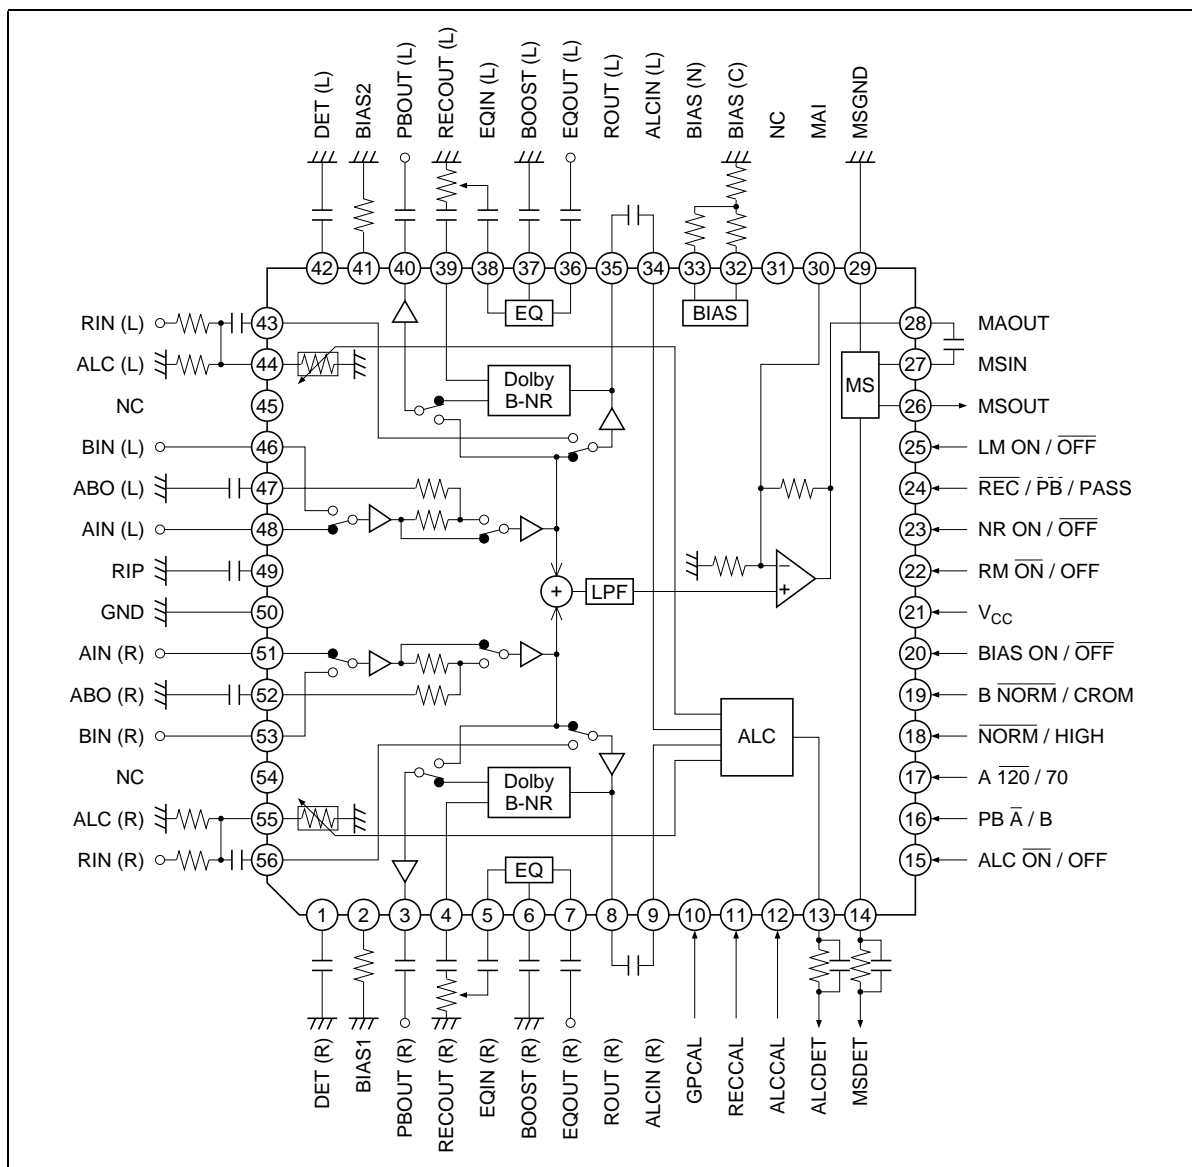 DET (L)
BIAS2
PBOUT (L)
RECOUT (L)
EQIN (L)
BOOST (L)
EQOUT (L)
ROUT (L)
ALCIN (L)
BIAS (N)
BIAS (C)
NC
MAI
MSGND
42 41 40 39 38 37 36 35 34 33 32 31 30 29
EQ
BIAS
RIN (L) 43
ALC (L) 44
NC 45
BIN (L) 46
ABO (L) 47
AIN (L) 48
RIP 49
GND 50
AIN (R) 51
ABO (R) 52
BIN (R) 53
NC 54
ALC (R) 55
RIN (R) 56
Dolby
B-NR
MS
+
LPF
−
+
ALC
Dolby
B-NR
EQ
28 MAOUT
27 MSIN
26 MSOUT
25 LM ON / OFF
24 REC / PB / PASS
23 NR ON / OFF
22 RM ON / OFF
21 VCC
20 BIAS ON / OFF
19 B NORM / CROM
18 NORM / HIGH
17 A 120 / 70
16 PB A / B
15 ALC ON / OFF
1 2 3 4 5 6 7 8 9 10 11 12 13 14
DET (R)
BIAS1
PBOUT (R)
RECOUT (R)
EQIN (R)
BOOST (R)
EQOUT (R)
ROUT (R)
ALCIN (R)
GPCAL
RECCAL
ALCCAL
ALCDET
MSDET